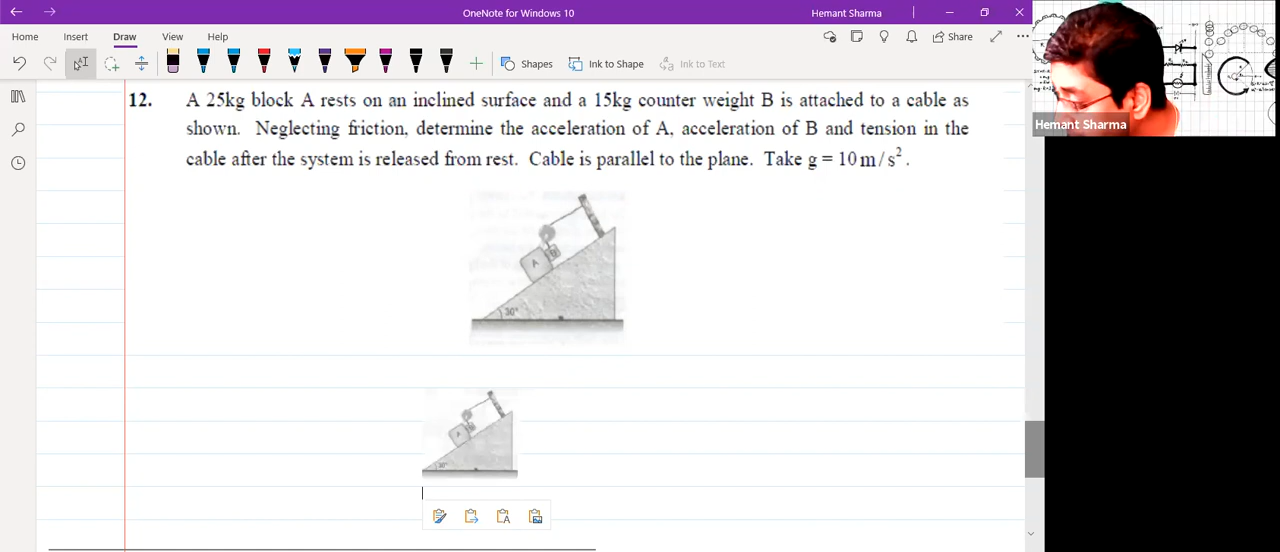 OneNote for Windows 10
Hemant Sharma
Home Insert Draw View Help
Share
Shapes
Ink to Shape
Ink to Text
Hemant Sharma
12. A 25kg block A rests on an inclined surface and a 15kg counter weight B is attached to a cable as
shown. Neglecting friction, determine the acceleration of A, acceleration of B and tension in the
cable after the system is released from rest. Cable is parallel to the plane. Take g = 10 m/s².
A
B
30°
A
30°